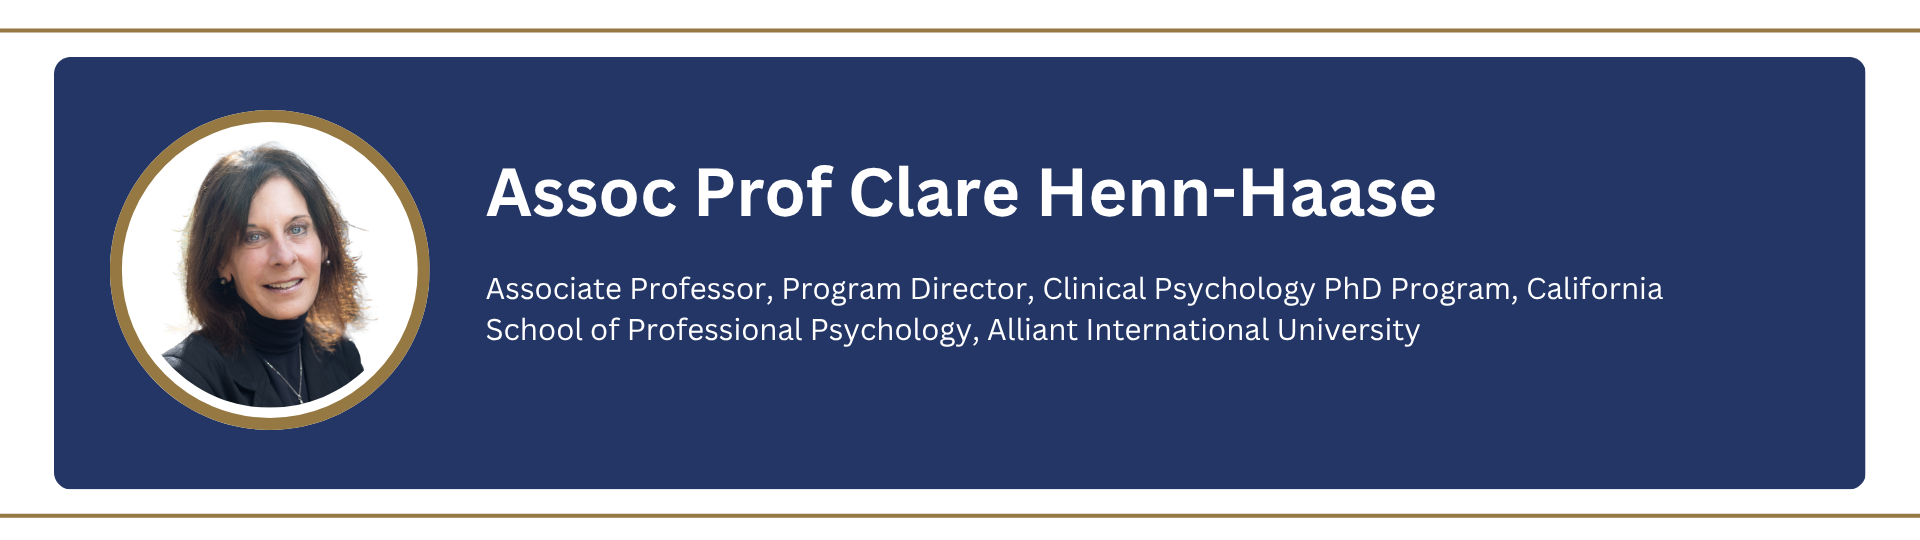 Assoc Prof Clare Henn-Haase
Associate Professor, Program Director, Clinical Psychology PhD Program, California
School of Professional Psychology, Alliant International University